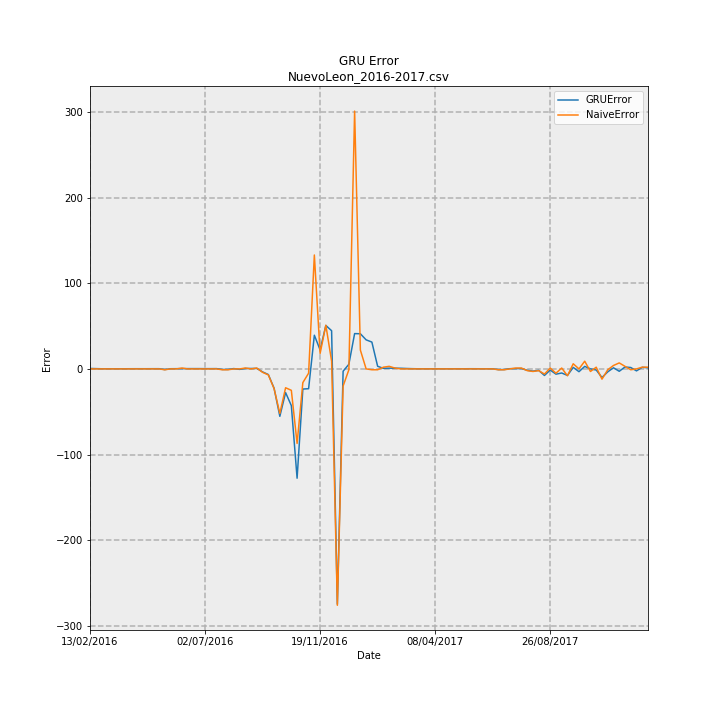 GRU Error
NuevoLeon_2016-2017.csv
GRUError
NaiveError
300
200
100
0
−100
−200
−300
Error
13/02/2016
02/07/2016
19/11/2016
08/04/2017
26/08/2017
Date